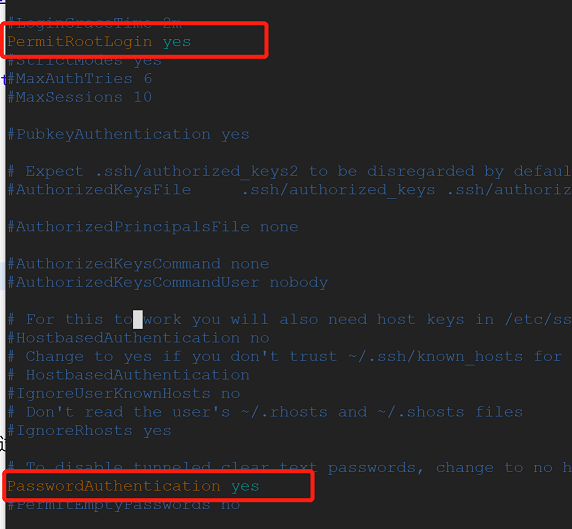 #LoginGraceTime 2m
PermitRootLogin yes
#StrictModes yes
#MaxAuthTries 6
#MaxSessions 10
#PubkeyAuthentication yes
# Expect .ssh/authorized_keys2 to be disregarded by defaul
#AuthorizedKeysFile .ssh/authorized_keys .ssh/authoriz
#AuthorizedPrincipalsFile none
#AuthorizedKeysCommand none
#AuthorizedKeysCommandUser nobody
# For this to work you will also need host keys in /etc/ss
#HostbasedAuthentication no
# Change to yes if you don't trust ~/.ssh/known_hosts for
# HostbasedAuthentication
#IgnoreUserKnownHosts no
# Don't read the user's ~/.rhosts and ~/.shosts files
#IgnoreRhosts yes
# To disable tunneled clear text passwords, change to no h
PasswordAuthentication yes
#PermitEmptyPasswords no